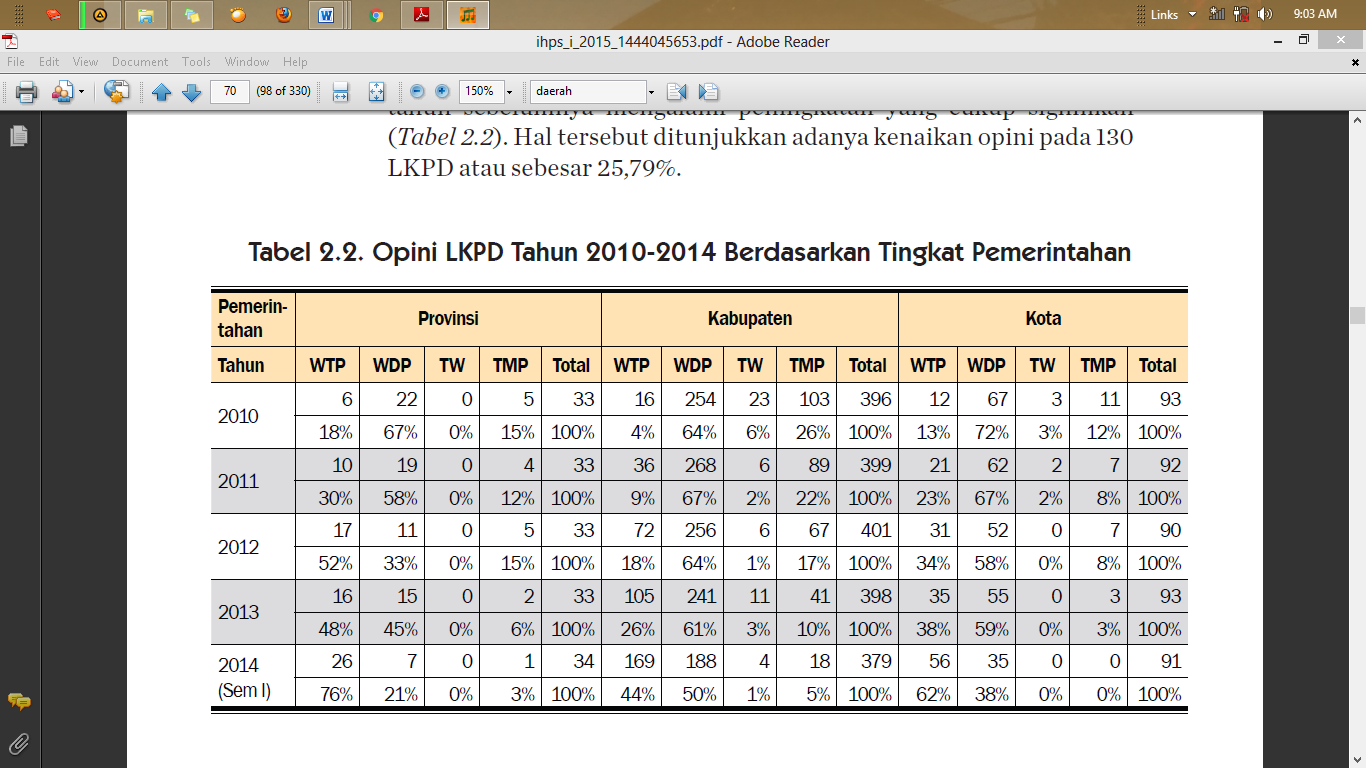 Links 9:03 AM
ihps_i_2015_1444045653.pdf - Adobe Reader
File Edit View Document Tools Window Help
70 (98 of 330) 150% daerah
tahun sebelumnya mengalami peningkatan yang cukup signifikan
(Tabel 2.2). Hal tersebut ditunjukkan adanya kenaikan opini pada 130
LKPD atau sebesar 25,79%.
Tabel 2.2. Opini LKPD Tahun 2010-2014 Berdasarkan Tingkat Pemerintahan
Pemerin-
tahan Provinsi Kabupaten Kota
Tahun WTP WDP TW TMP Total WTP WDP TW TMP Total WTP WDP TW TMP Total
2010 6 22 0 5 33 16 254 23 103 396 12 67 3 11 93
18% 67% 0% 15% 100% 4% 64% 6% 26% 100% 13% 72% 3% 12% 100%
2011 10 19 0 4 33 36 268 6 89 399 21 62 2 7 92
30% 58% 0% 12% 100% 9% 67% 2% 22% 100% 23% 67% 2% 8% 100%
2012 17 11 0 5 33 72 256 6 67 401 31 52 0 7 90
52% 33% 0% 15% 100% 18% 64% 1% 17% 100% 34% 58% 0% 8% 100%
2013 16 15 0 2 33 105 241 11 41 398 35 55 0 3 93
48% 45% 0% 6% 100% 26% 61% 3% 10% 100% 38% 59% 0% 3% 100%
2014 26 7 0 1 34 169 188 4 18 379 56 35 0 0 91
(Sem I) 76% 21% 0% 3% 100% 44% 50% 1% 5% 100% 62% 38% 0% 0% 100%